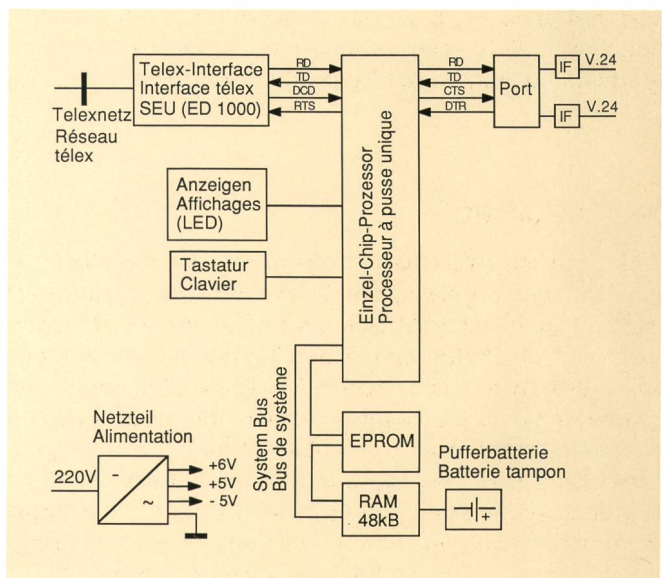 Telex-Interface
Interface télex
SEU (ED 1000)
RD
TD
DCD
RTS
RD
TD
CTS
DTR
Port
IF
V.24
IF
V.24
Telexnetz
Réseau
télex
Anzeigen
Affichages
(LED)
Tastatur
Clavier
Einzel-Chip-Prozessor
Processeur à pusse unique
System Bus
Bus de système
EPROM
RAM
48kB
Pufferbatterie
Batterie tampon
+
Netzteil
Alimentation
220V
-
~
+6V
+5V
- 5V